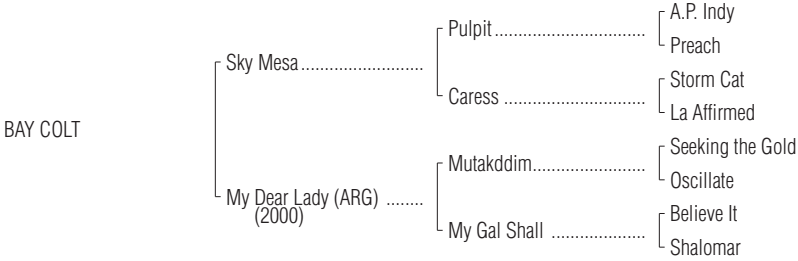 A.P. Indy
Pulpit..............................
Preach
Sky Mesa........................
Storm Cat
Caress ............................
La Affirmed
BAY COLT
Seeking the Gold
Mutakddim......................
Oscillate
My Dear Lady (ARG) ........
(2000)
Believe It
My Gal Shall ...................
Shalomar